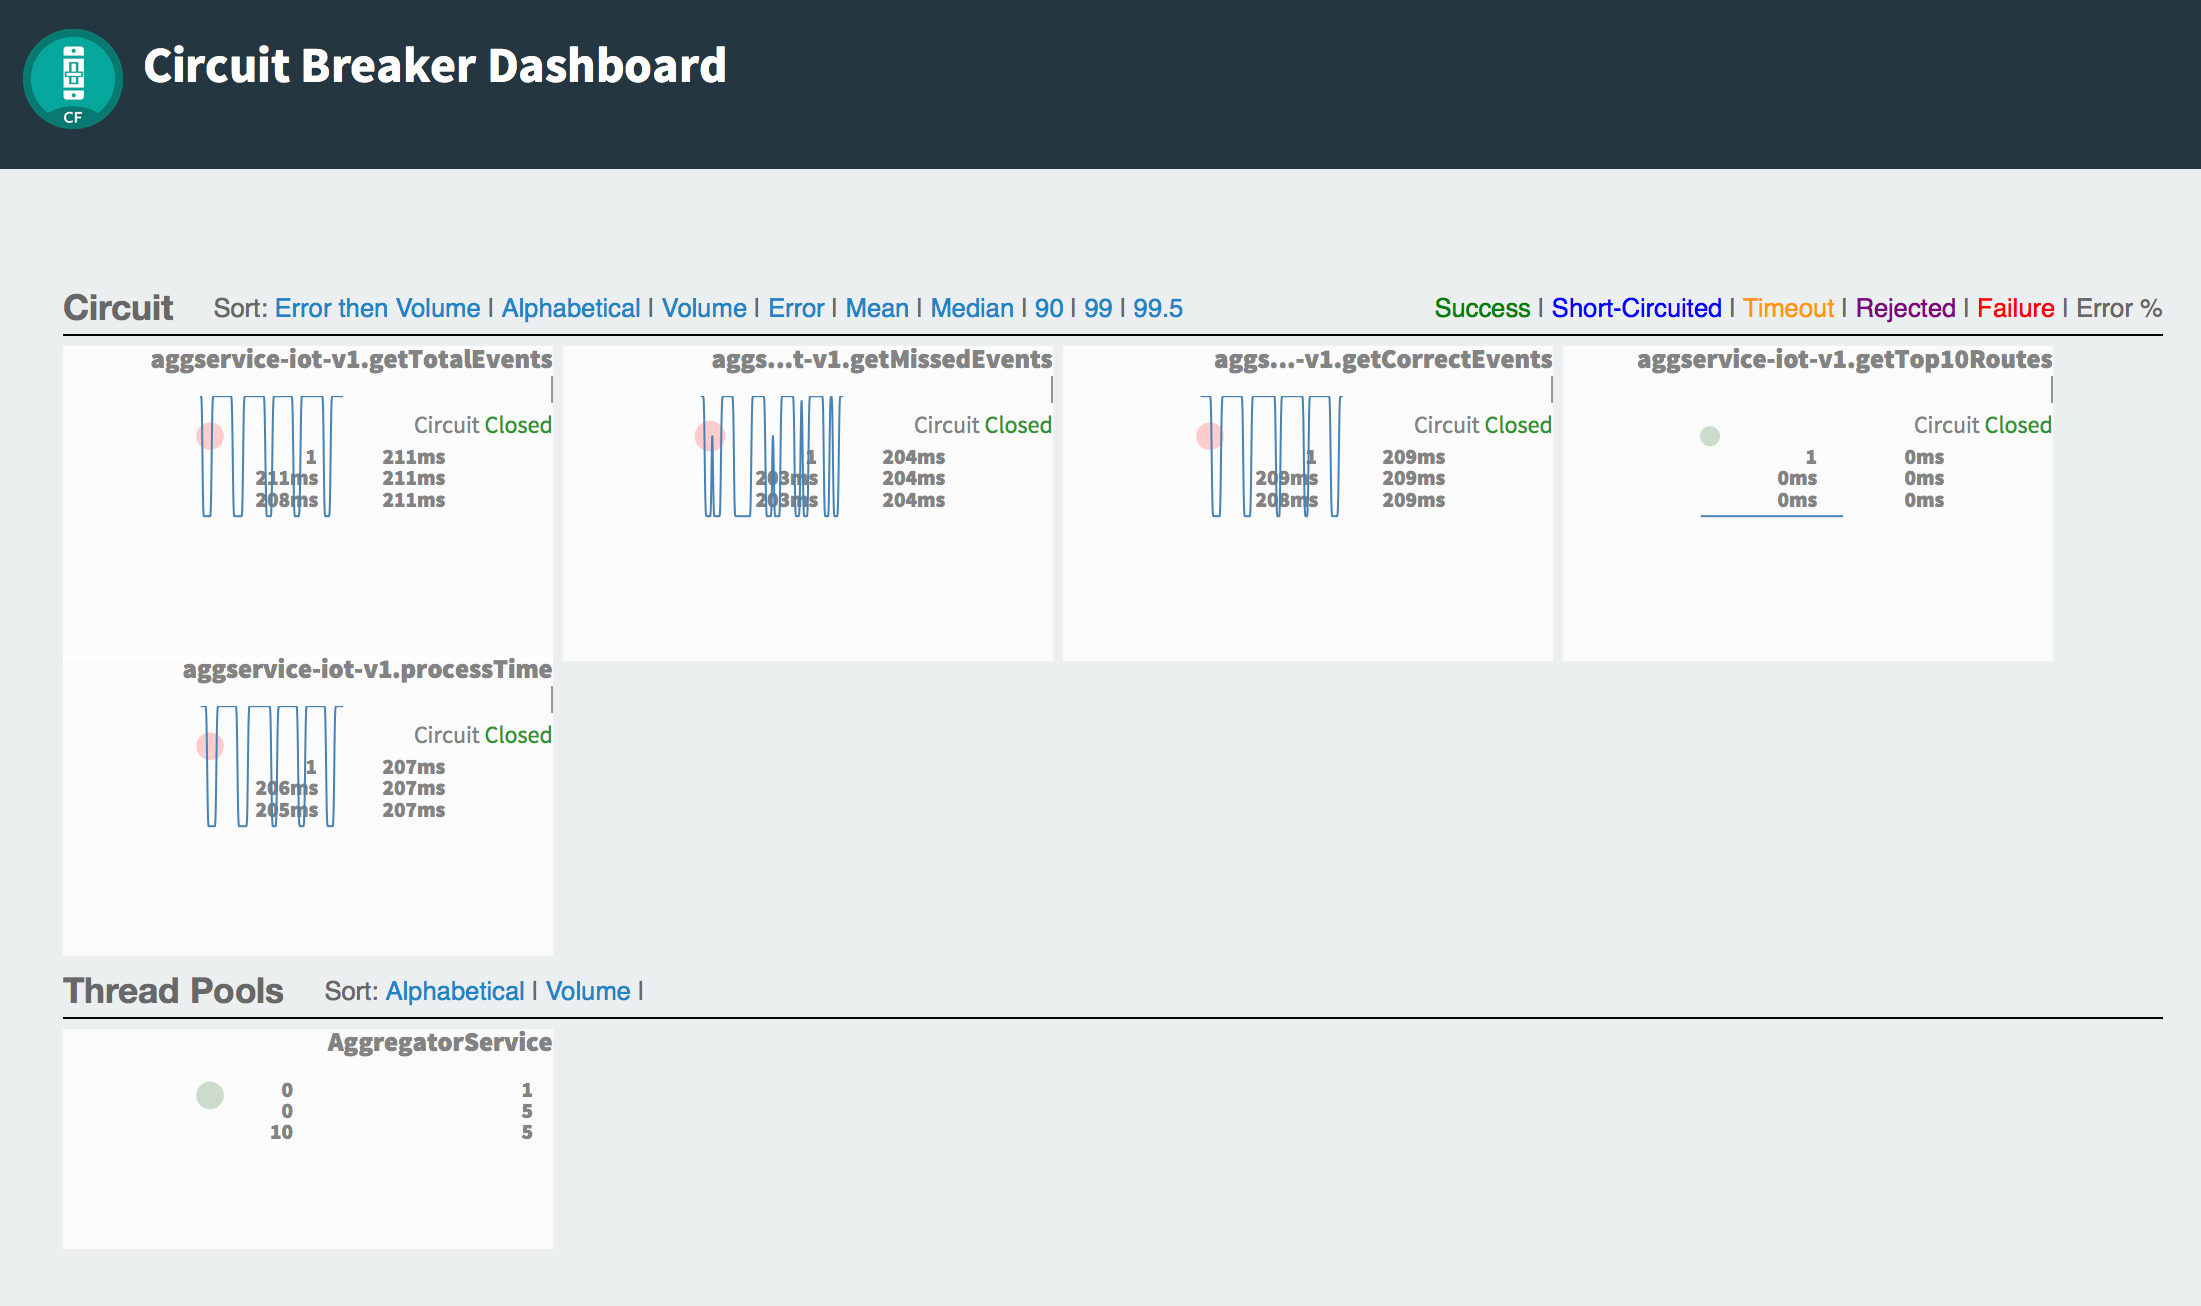 Circuit Breaker Dashboard
CF
Circuit Sort: Error then Volume | Alphabetical | Volume | Error | Mean | Median | 90 | 99 | 99.5 Success | Short-Circuited | Timeout | Rejected | Failure | Error %
aggservice-iot-v1.getTotalEvents
Circuit Closed
1 211ms
211ms 211ms
208ms 211ms
aggs...t-v1.getMissedEvents
Circuit Closed
1 204ms
203ms 204ms
203ms 204ms
aggs...-v1.getCorrectEvents
Circuit Closed
1 209ms
209ms 209ms
208ms 209ms
aggservice-iot-v1.getTop10Routes
Circuit Closed
1 0ms
0ms 0ms
0ms 0ms
aggservice-iot-v1.processTime
Circuit Closed
1 207ms
206ms 207ms
205ms 207ms
Thread Pools Sort: Alphabetical | Volume |
AggregatorService
0 1
0 5
10 5